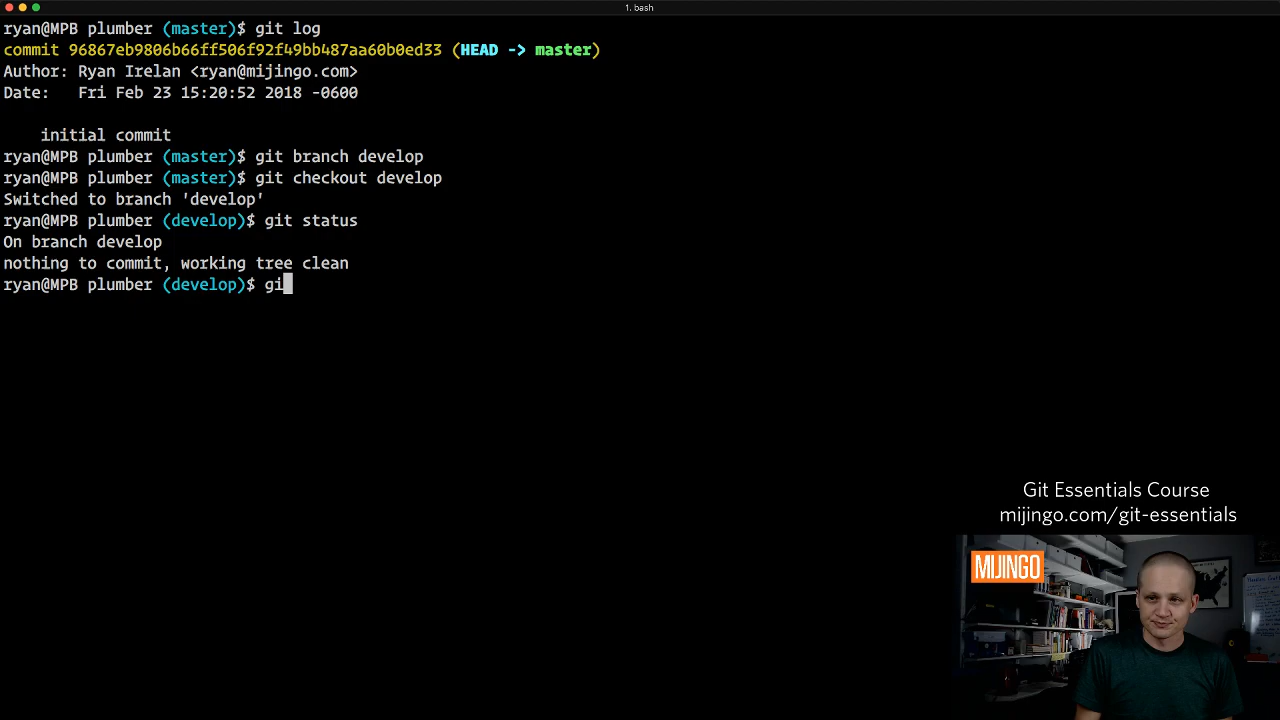 1. bash
ryan@MPB plumber (master)$ git log
commit 96867eb9806b66ff506f92f49bb487aa60b0ed33 (HEAD -> master)
Author: Ryan Irelan <ryan@mijingo.com>
Date:   Fri Feb 23 15:20:52 2018 -0600
    initial commit
ryan@MPB plumber (master)$ git branch develop
ryan@MPB plumber (master)$ git checkout develop
Switched to branch 'develop'
ryan@MPB plumber (develop)$ git status
On branch develop
nothing to commit, working tree clean
ryan@MPB plumber (develop)$ gi
Git Essentials Course
mijingo.com/git-essentials
MIJINGO